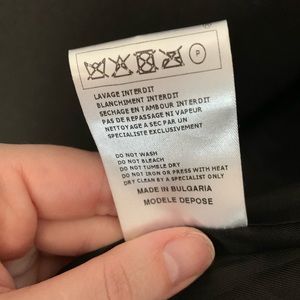 P
LAVAGE INTERDIT
BLANCHIMENT INTERDIT
SECHAGE EN TAMBOUR INTERDIT
PAS DE REPASSAGE NI VAPEUR
NETTOYAGE A SEC PAR UN
SPECIALISTE EXCLUSIVEMENT
DO NOT WASH
DO NOT BLEACH
DO NOT TUMBLE DRY
DO NOT IRON OR PRESS WITH HEAT
DRY CLEAN BY A SPECIALIST ONLY
MADE IN BULGARIA
MODELE DEPOSE